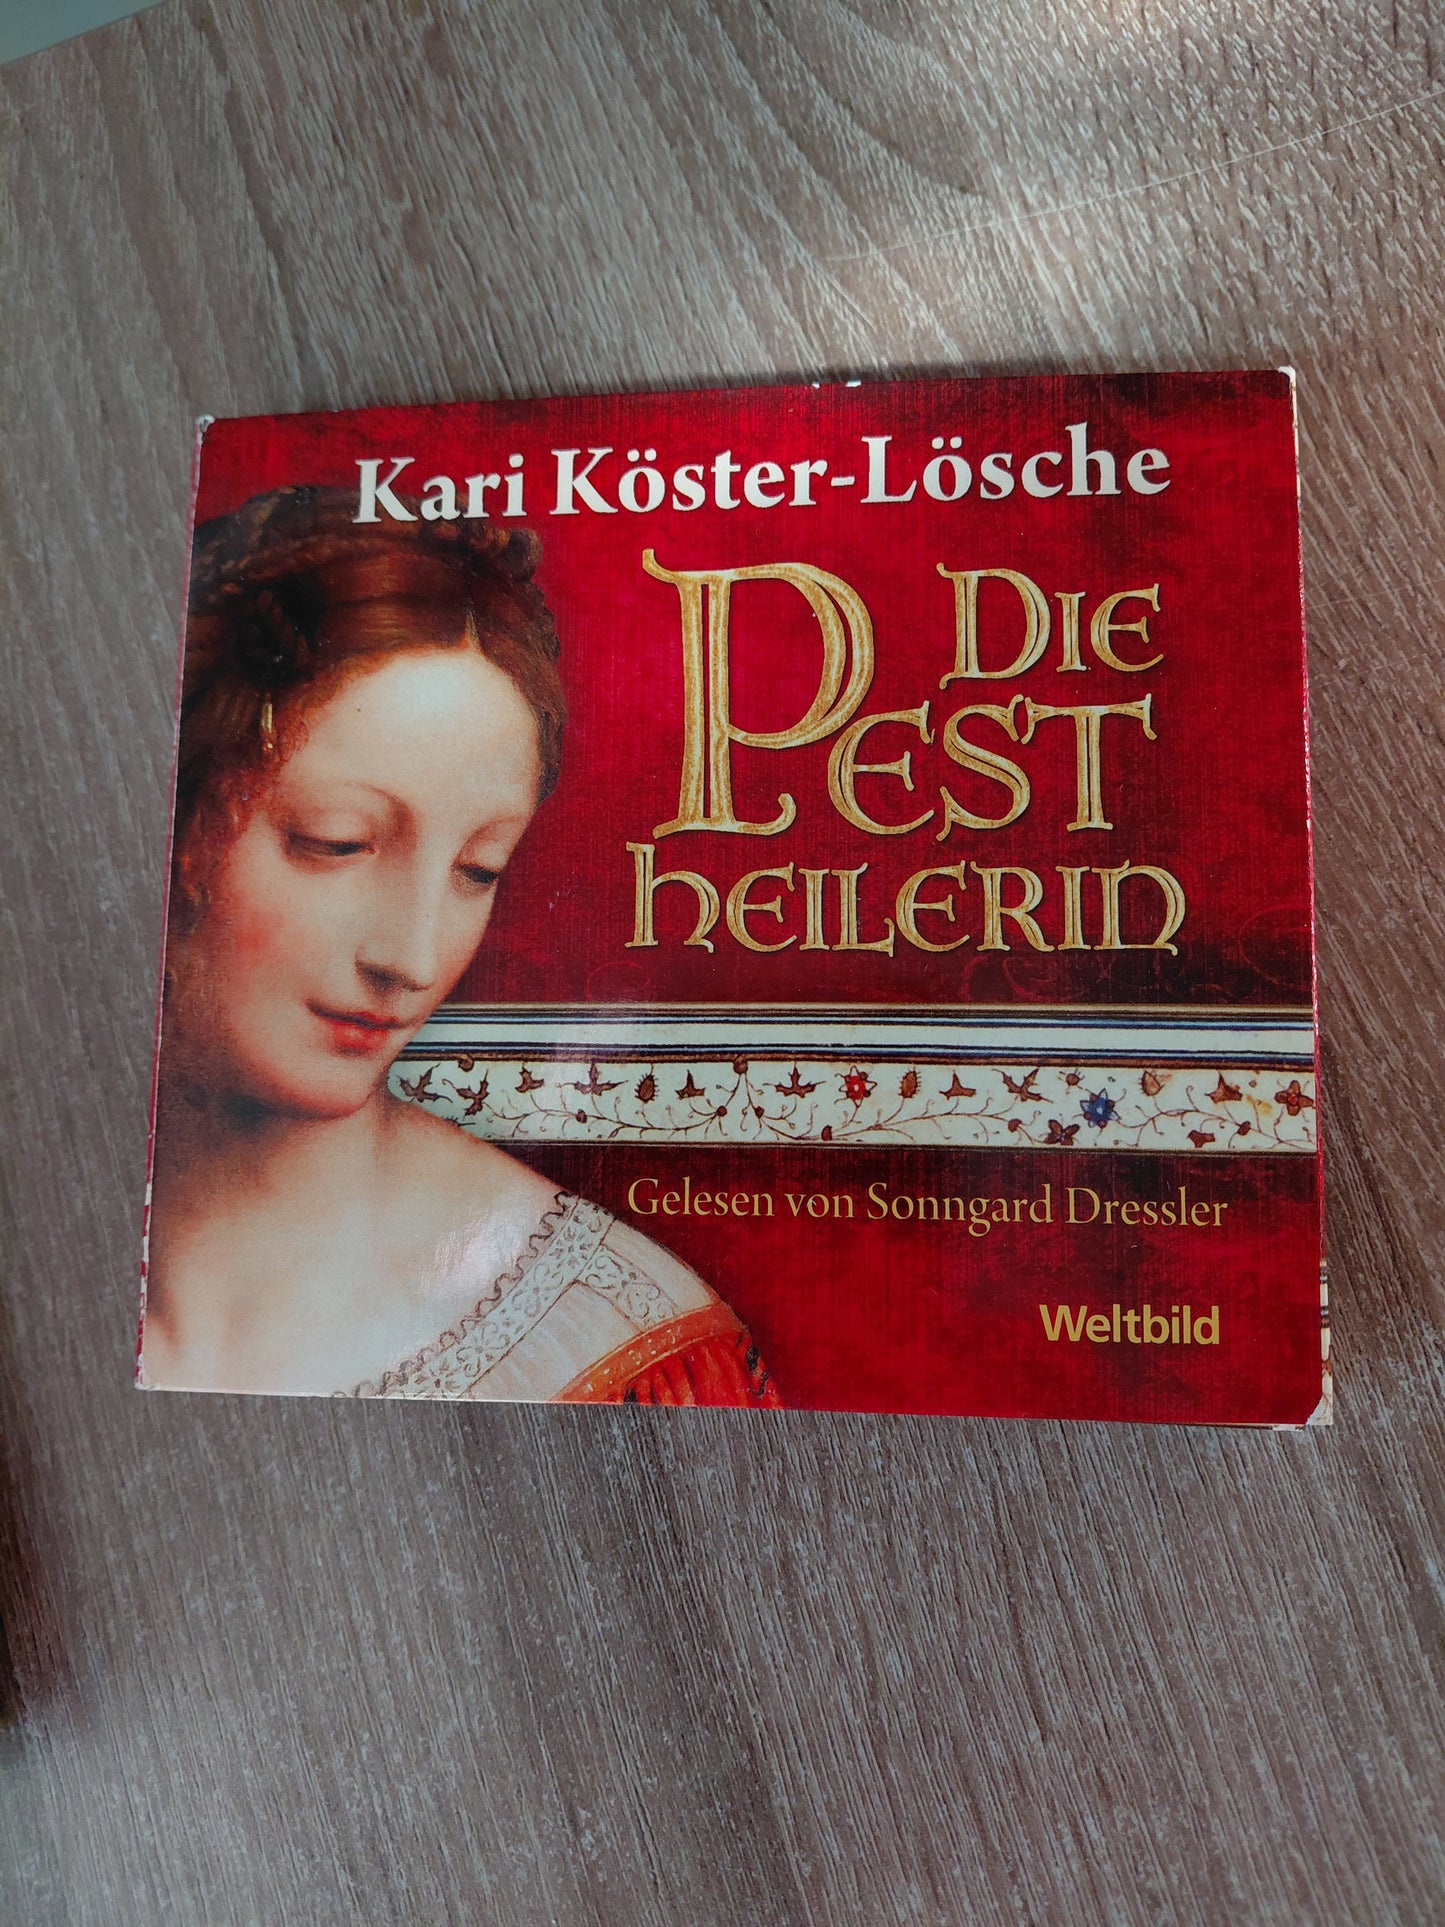 Kari Köster-Lösche
DIE
PEST
HEILERIN
Gelesen von Sonngard Dressler
Weltbild